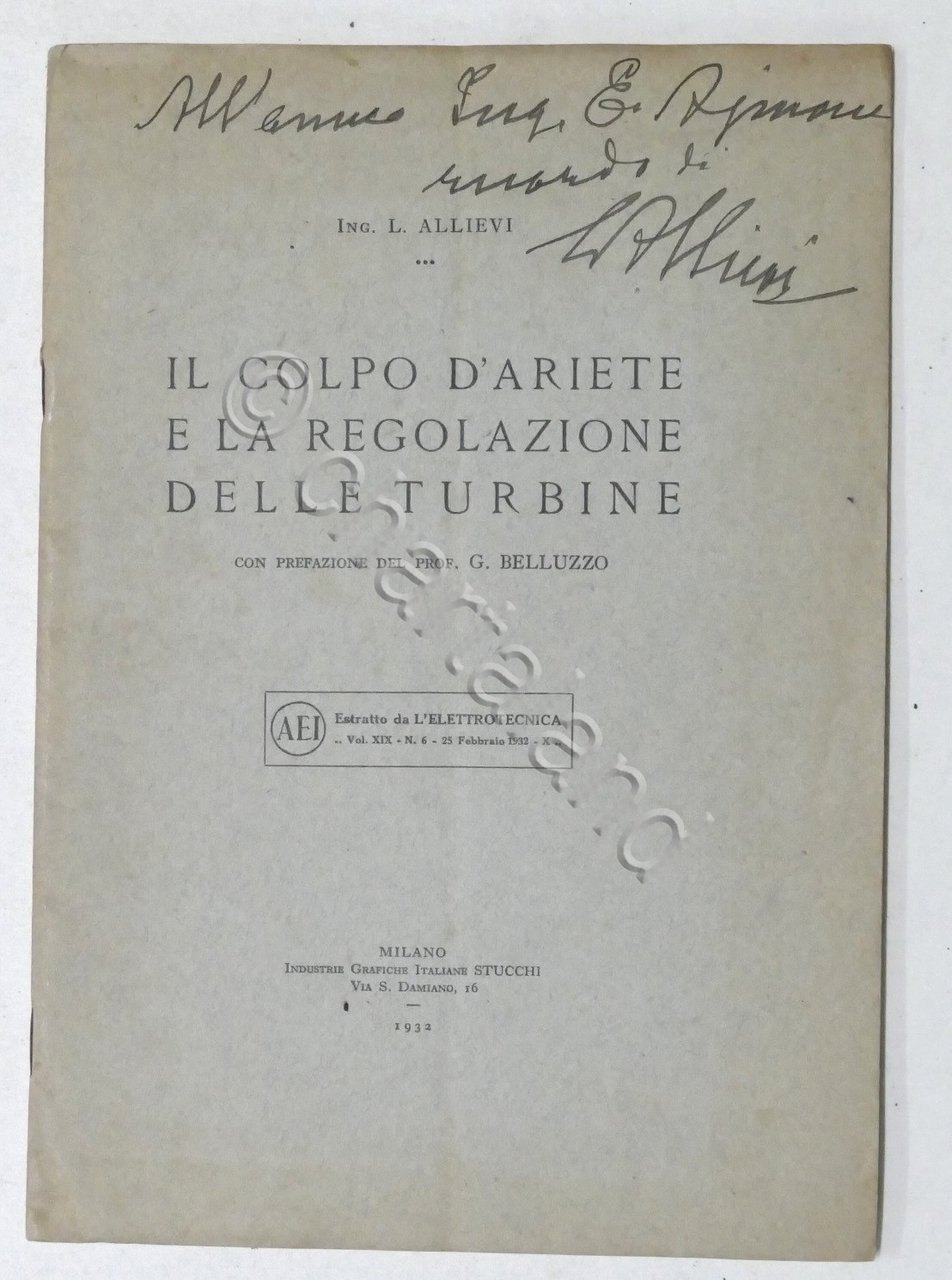 All'amico Ing. E. Ajmone
ricordo di
L Allievi
Ing. L. ALLIEVI
•••
IL COLPO D'ARIETE
E LA REGOLAZIONE
DELLE TURBINE
CON PREFAZIONE DEL PROF. G. BELLUZZO
AEI
Estratto da L'ELETTROTECNICA
.. Vol. XIX - N. 6 - 25 Febbraio 1932 - X ..
MILANO
Industrie Grafiche Italiane STUCCHI
Via S. Damiano, 16
—
1932
© chartaland